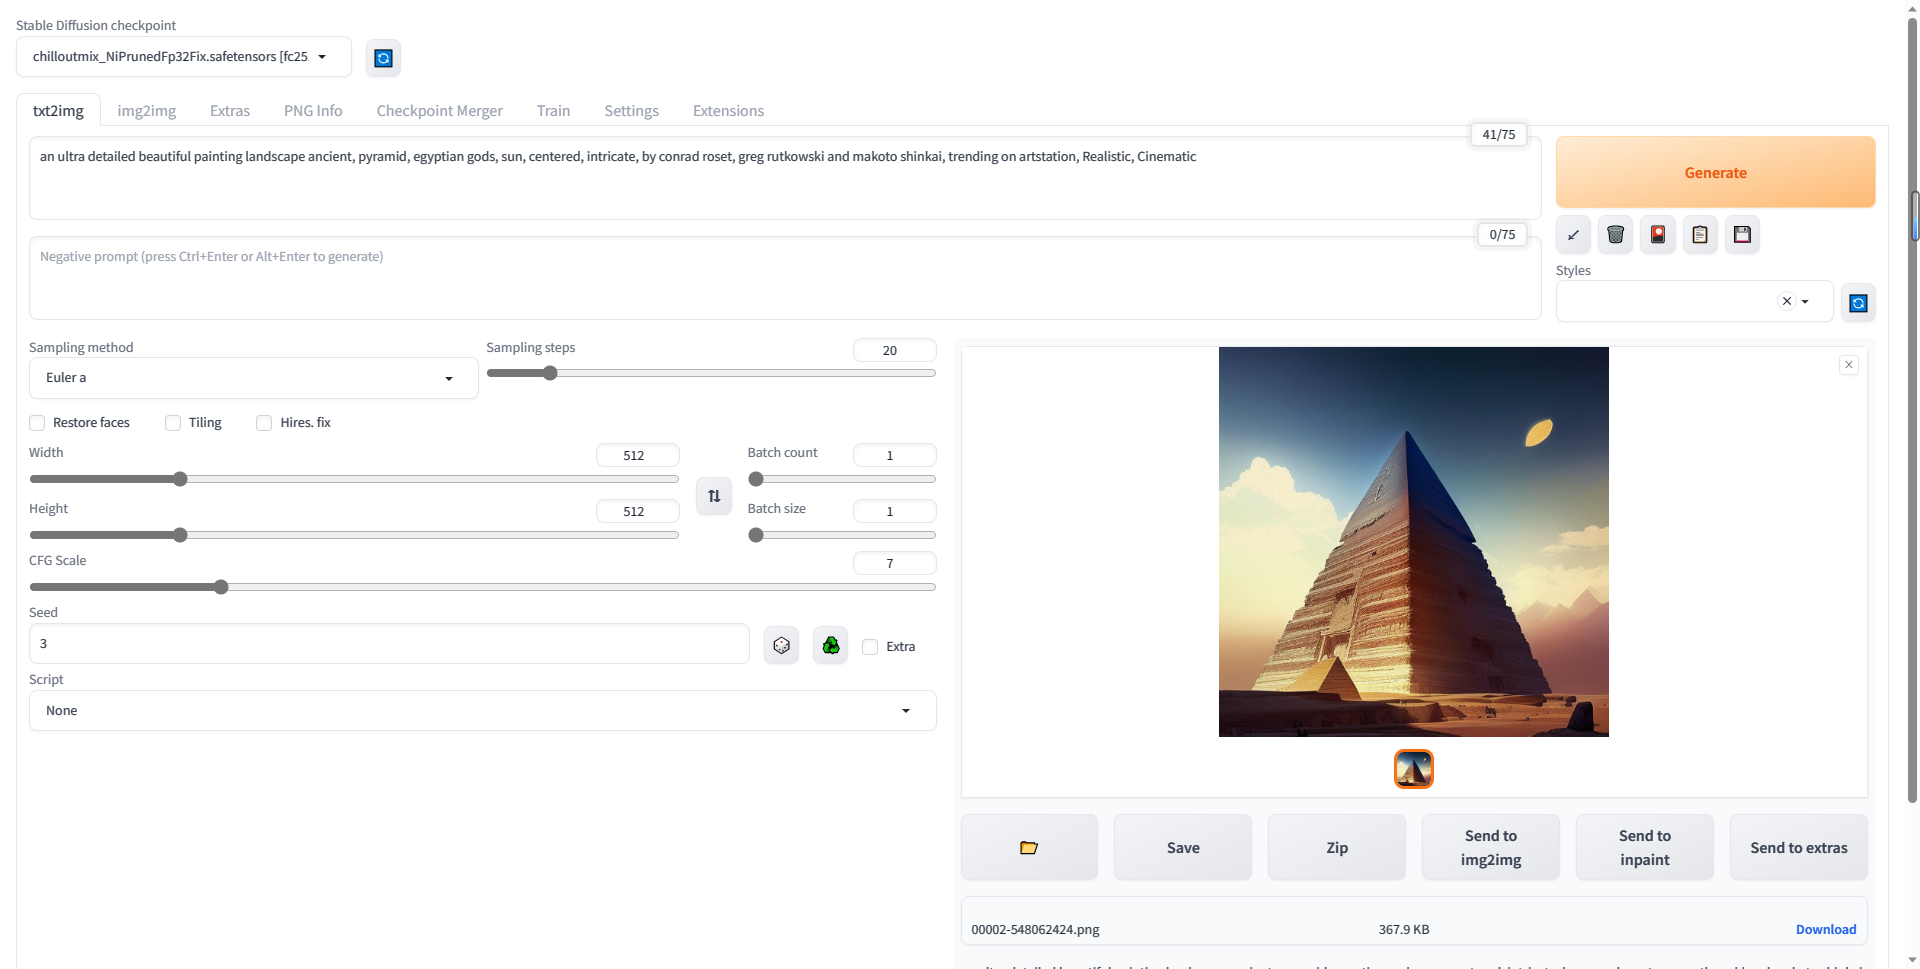 Stable Diffusion checkpoint
chilloutmix_NiPrunedFp32Fix.safetensors [fc25
txt2img img2img Extras PNG Info Checkpoint Merger Train Settings Extensions
41/75
an ultra detailed beautiful painting landscape ancient, pyramid, egyptian gods, sun, centered, intricate, by conrad roset, greg rutkowski and makoto shinkai, trending on artstation, Realistic, Cinematic
Generate
0/75
Negative prompt (press Ctrl+Enter or Alt+Enter to generate)
Styles
Sampling method
Euler a
Sampling steps
20
Restore faces Tiling Hires. fix
Width
512
Batch count
1
Height
512
Batch size
1
CFG Scale
7
Seed
3
Extra
Script
None
Save
Zip
Send to
img2img
Send to
inpaint
Send to extras
00002-548062424.png 367.9 KB Download